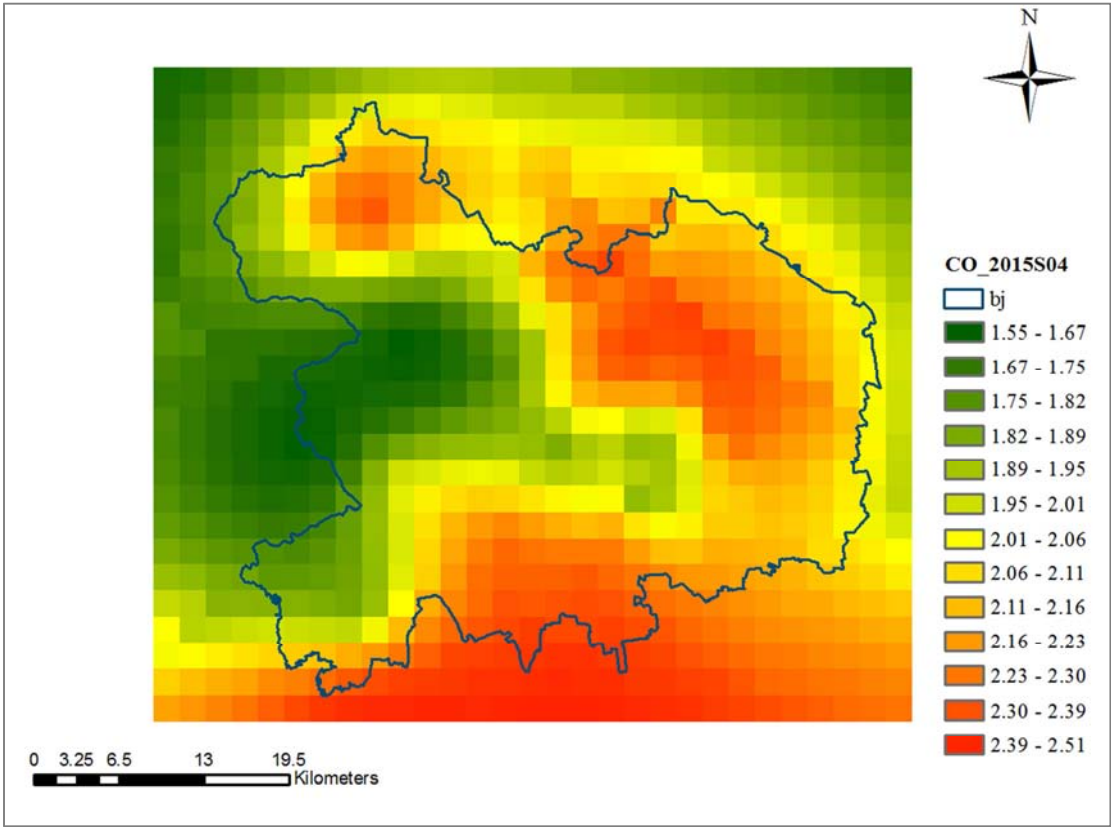 N
CO_2015S04
bj
1.55 - 1.67
1.67 - 1.75
1.75 - 1.82
1.82 - 1.89
1.89 - 1.95
1.95 - 2.01
2.01 - 2.06
2.06 - 2.11
2.11 - 2.16
2.16 - 2.23
2.23 - 2.30
2.30 - 2.39
2.39 - 2.51
0 3.25 6.5 13 19.5
Kilometers